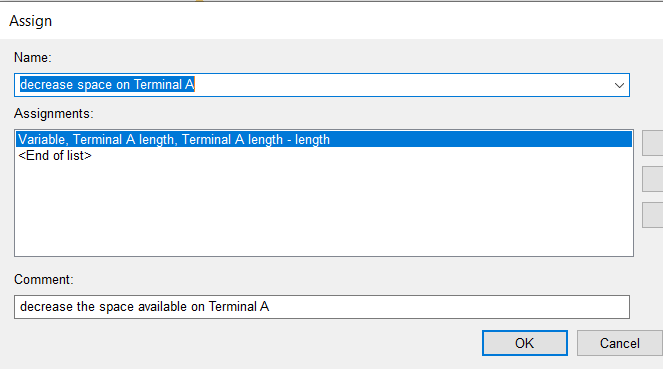 Assign
Name:
decrease space on Terminal A
Assignments:
Variable, Terminal A length, Terminal A length - length
<End of list>
Comment:
decrease the space available on Terminal A
OK
Cancel